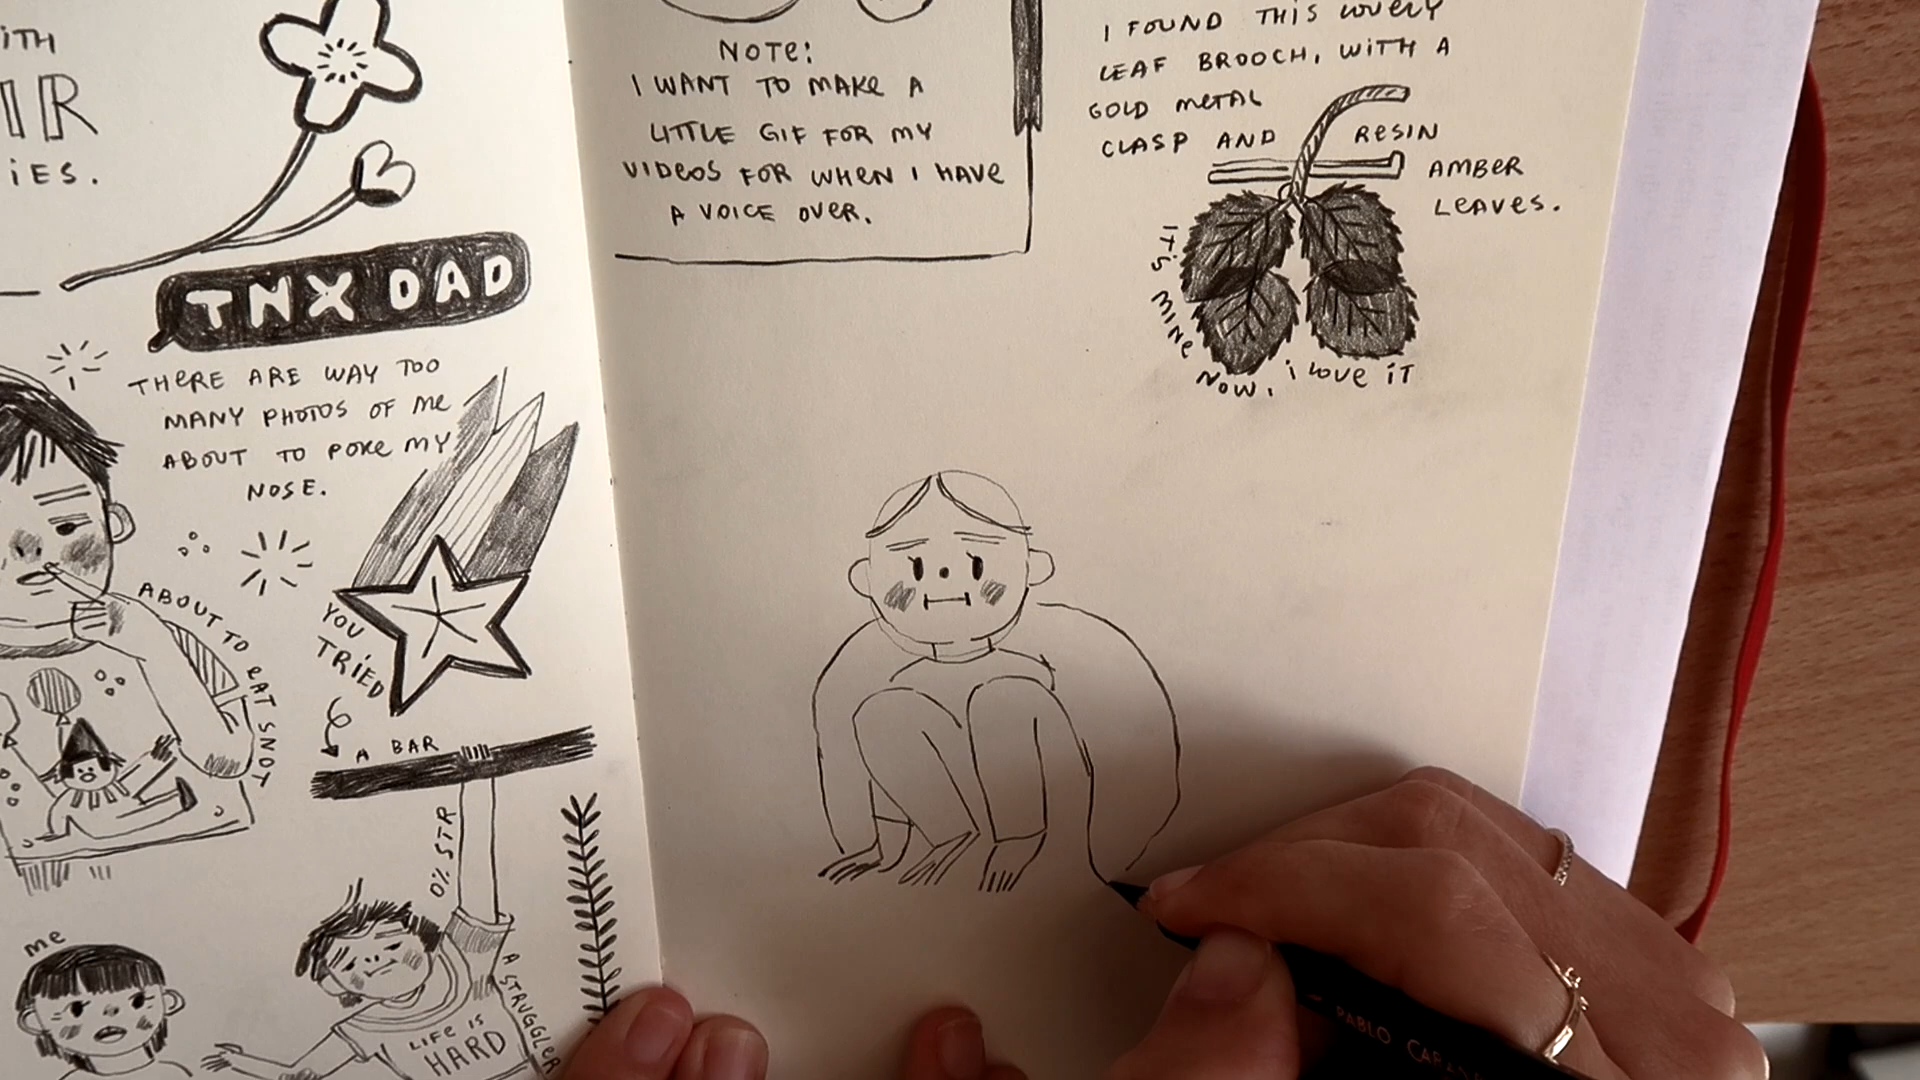 iTH
IR
iES.
TNX DAD
THERE ARE WAY TOO
MANY PHOTOS OF ME
ABOUT TO POKE MY
NOSE.
ABOUT TO EAT SNOT
YOU
TRiED
A BAR
0% STR
A STRUGGLER
ME
LIFE IS
HARD
NOTE:
I WANT TO MAKE A
LITTLE GIF FOR MY
VIDEOS FOR WHEN I HAVE
A VOICE OVER.
I FOUND THIS LOVELY
LEAF BROOCH, WITH A
GOLD METAL
CLASP AND RESIN
AMBER
LEAVES.
IT'S MINE NOW, i LOVE iT
PABLO